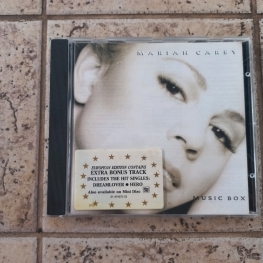 MARIAH CAREY
EUROPEAN EDITION CONTAINS
EXTRA BONUS TRACK
INCLUDES THE HIT SINGLES:
DREAMLOVER ★ HERO
Also available on Mini Disc
MUSIC BOX